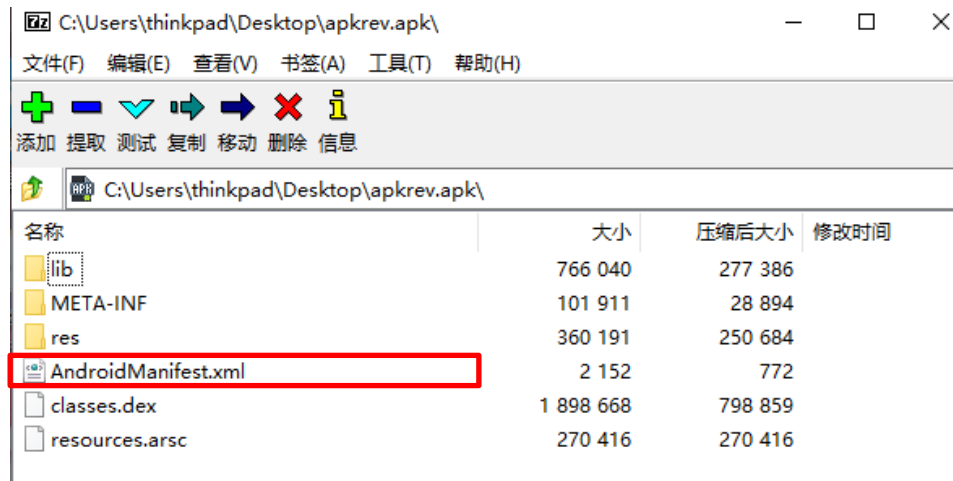 C:\Users\thinkpad\Desktop\apkrev.apk\
文件(F) 编辑(E) 查看(V) 书签(A) 工具(T) 帮助(H)
添加 提取 测试 复制 移动 删除 信息
C:\Users\thinkpad\Desktop\apkrev.apk\
名称 大小 压缩后大小 修改时间
lib 766 040 277 386
META-INF 101 911 28 894
res 360 191 250 684
AndroidManifest.xml 2 152 772
classes.dex 1 898 668 798 859
resources.arsc 270 416 270 416